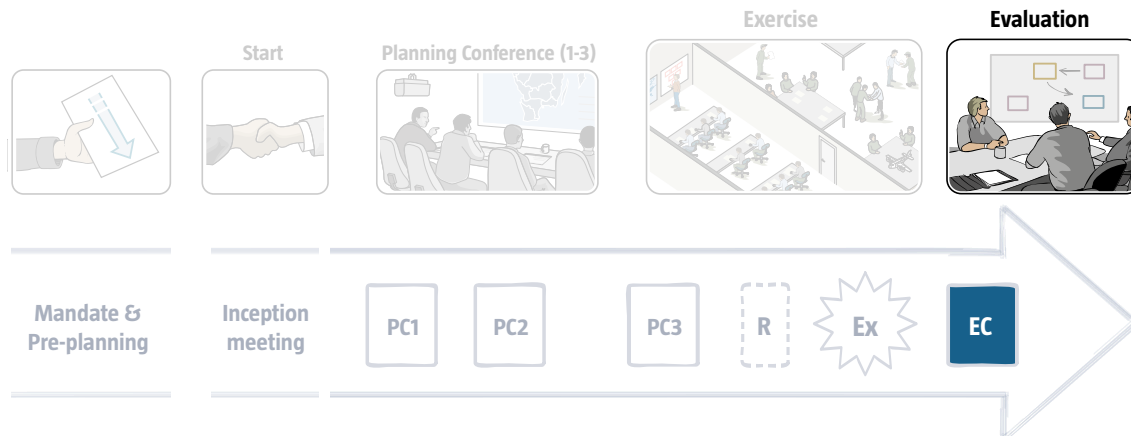 Exercise
Evaluation
Start
Planning Conference (1-3)
Mandate &
Pre-planning
Inception
meeting
PC1
PC2
PC3
R
Ex
EC